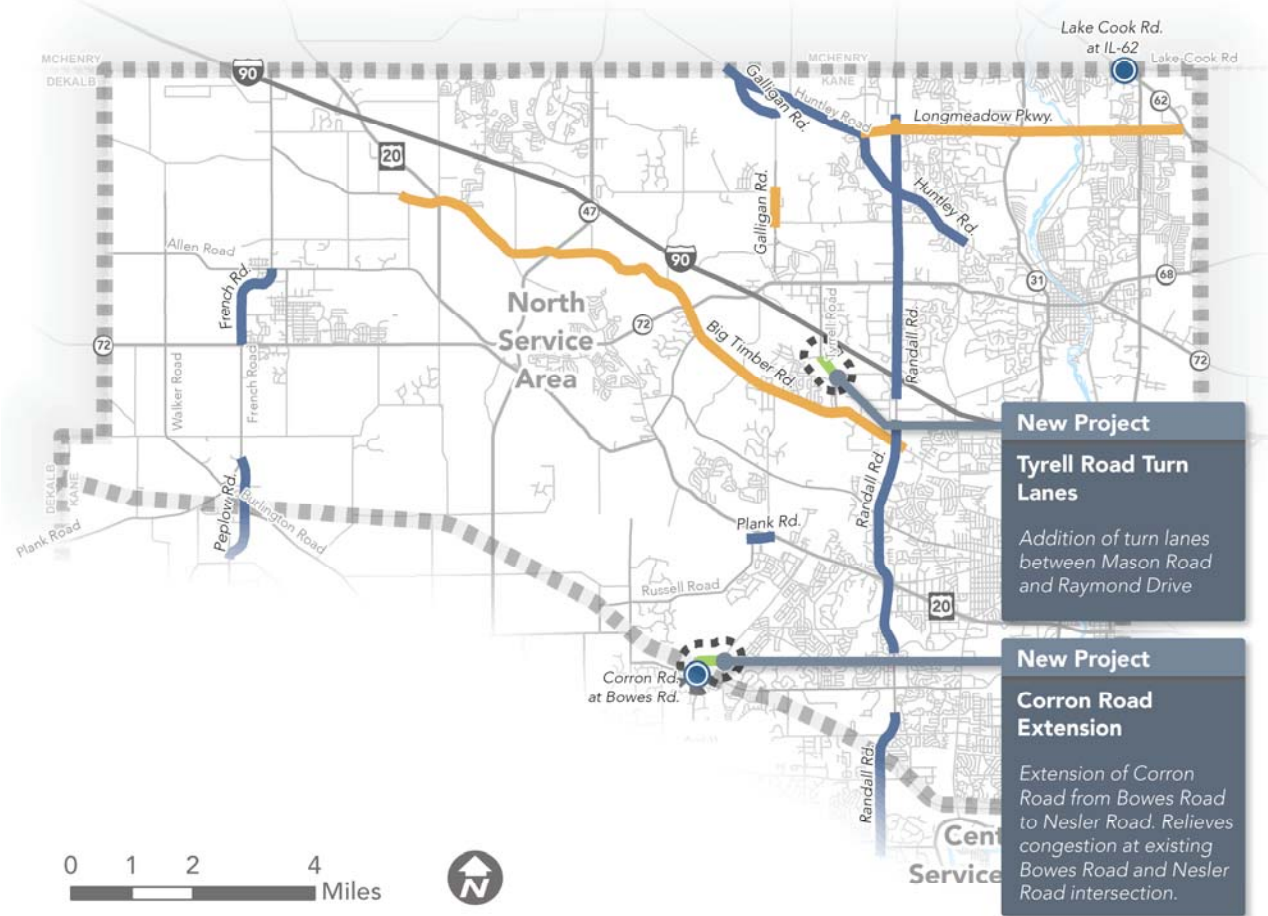 Lake Cook Rd.
at IL-62
MCHENRY
DEKALB
90
MCHENRY
KANE
Lake Cook Rd
62
Galligan Rd.
Huntley Road
Longmeadow Pkwy.
20
Galligan Rd.
Huntley Rd.
47
Allen Road
90
31
68
French Rd.
North
Service
Area
72
Big Timber Rd.
Tyrell Road
Randall Rd.
72
72
Walker Road
French Road
New Project
Tyrell Road Turn
Lanes
Addition of turn lanes
between Mason Road
and Raymond Drive
DEKALB
KANE
Plank Road
Peplow Rd.
Burlington Road
Randall Rd.
Plank Rd.
Russell Road
20
Corron Rd.
at Bowes Rd.
New Project
Corron Road
Extension
Extension of Corron
Road from Bowes Road
to Nesler Road. Relieves
congestion at existing
Bowes Road and Nesler
Road intersection.
Randall Rd.
Cent
Service
0 1 2 4
Miles
N